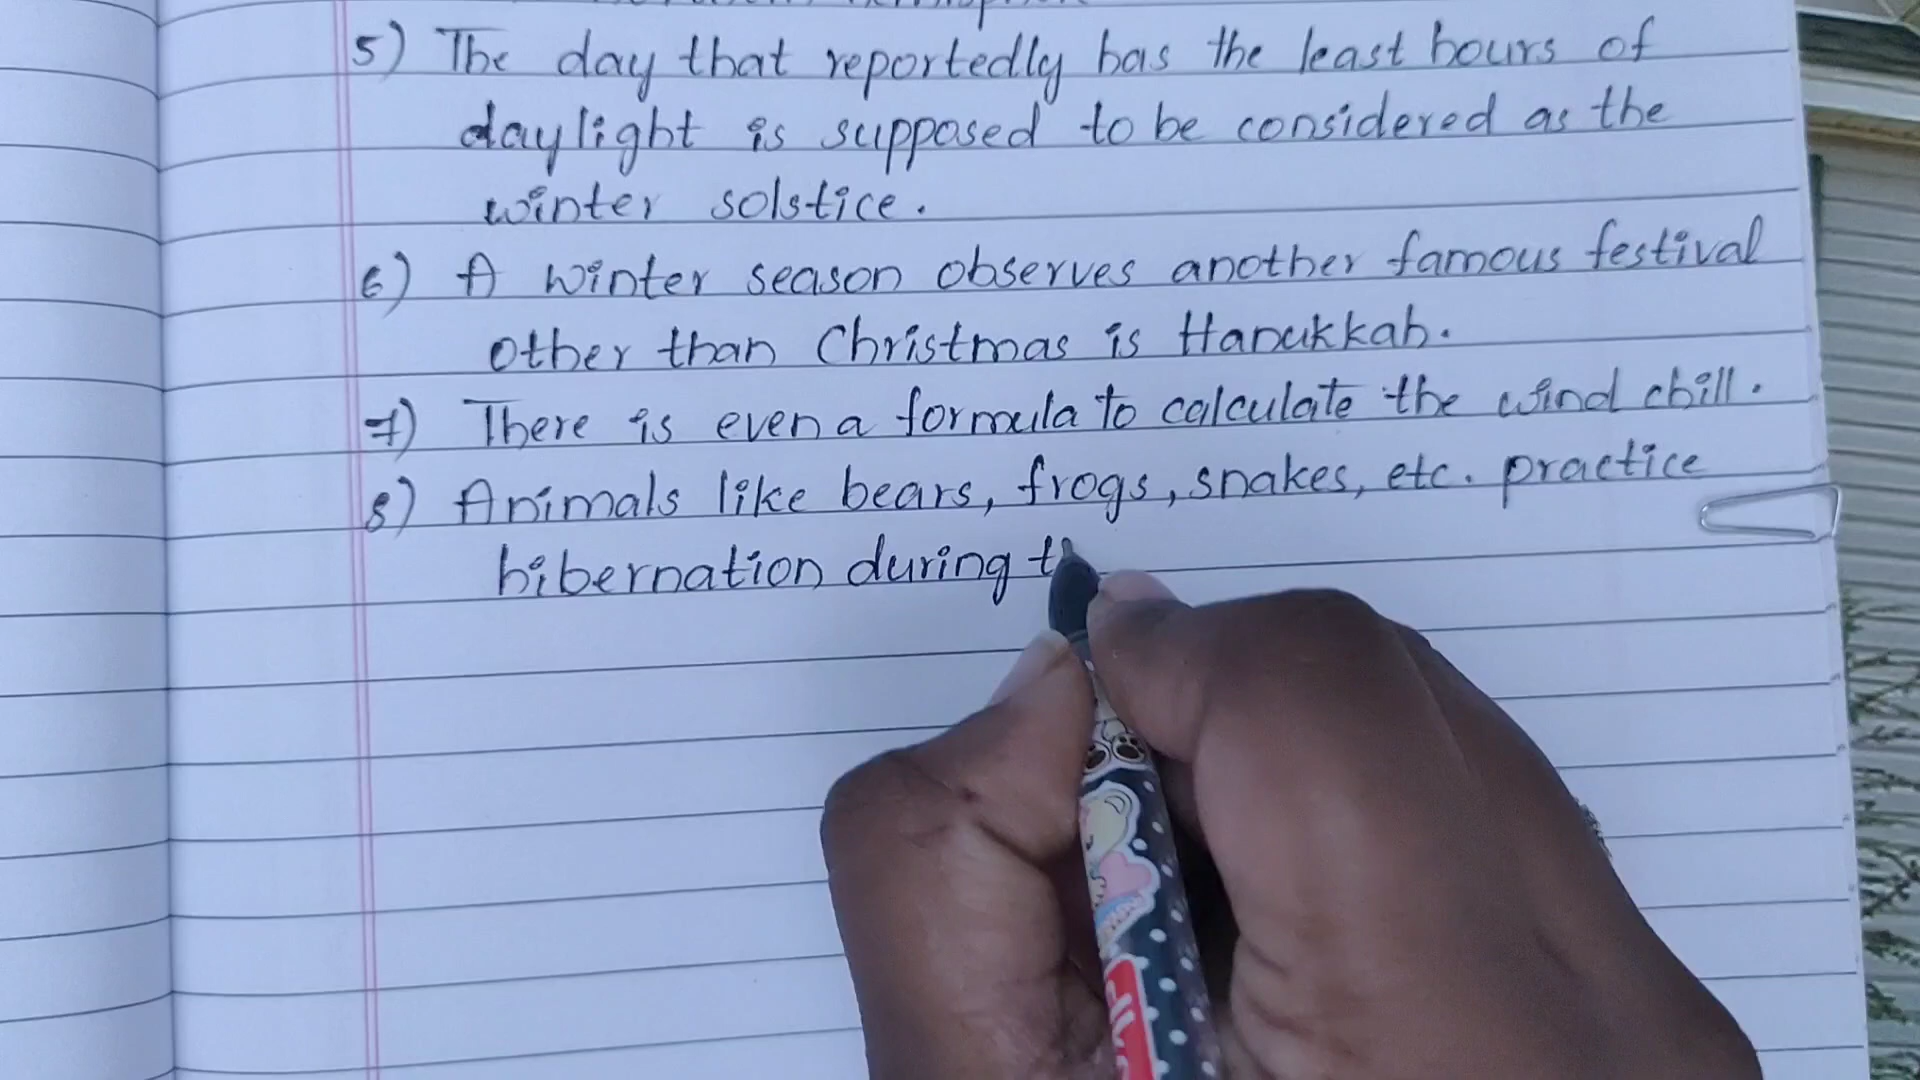 5) The day that reportedly has the least hours of
daylight is supposed to be considered as the
winter solstice.
6) A winter season observes another famous festival
other than Christmas is Hanukkah.
7) There is even a formula to calculate the wind chill.
8) Animals like bears, frogs, snakes, etc. practice
hibernation during t